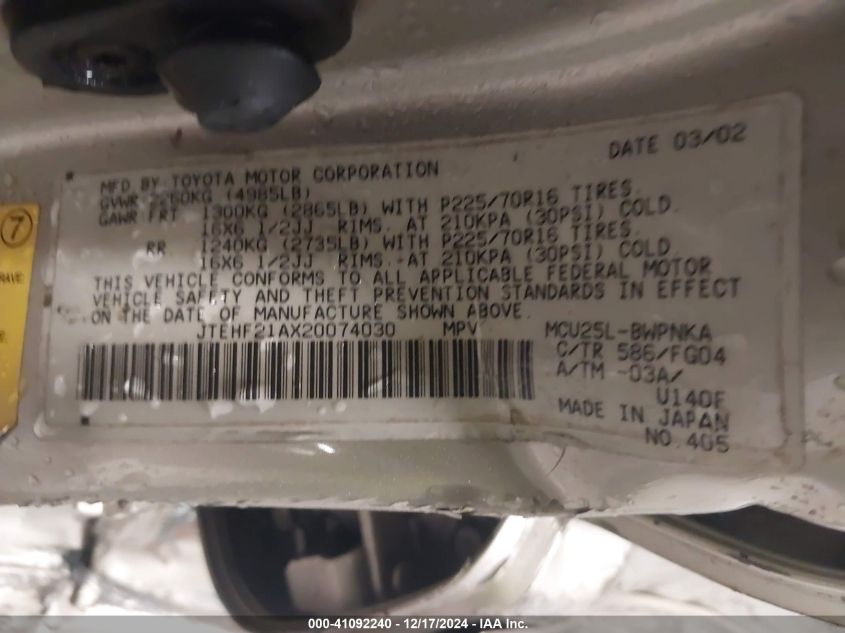 DATE 03/02
MFD BY TOYOTA MOTOR CORPORATION
GVWR 2260KG (4985LB)
GAWR FRT 1300KG (2865LB) WITH P225/70R16 TIRES.
16X6 1/2JJ RIMS. AT 210KPA (30PSI) COLD.
RR 1240KG (2735LB) WITH P225/70R16 TIRES.
16X6 1/2JJ RIMS. AT 210KPA (30PSI) COLD.
THIS VEHICLE CONFORMS TO ALL APPLICABLE FEDERAL MOTOR
VEHICLE SAFETY AND THEFT PREVENTION STANDARDS IN EFFECT
ON THE DATE OF MANUFACTURE SHOWN ABOVE.
JTEHF21AX20074030 MPV MCU25L-BWPNKA
C/TR 586/FG04
A/TM -03A/
U140F
MADE IN JAPAN
NO.405
7
000-41092240 - 12/17/2024 - IAA Inc.